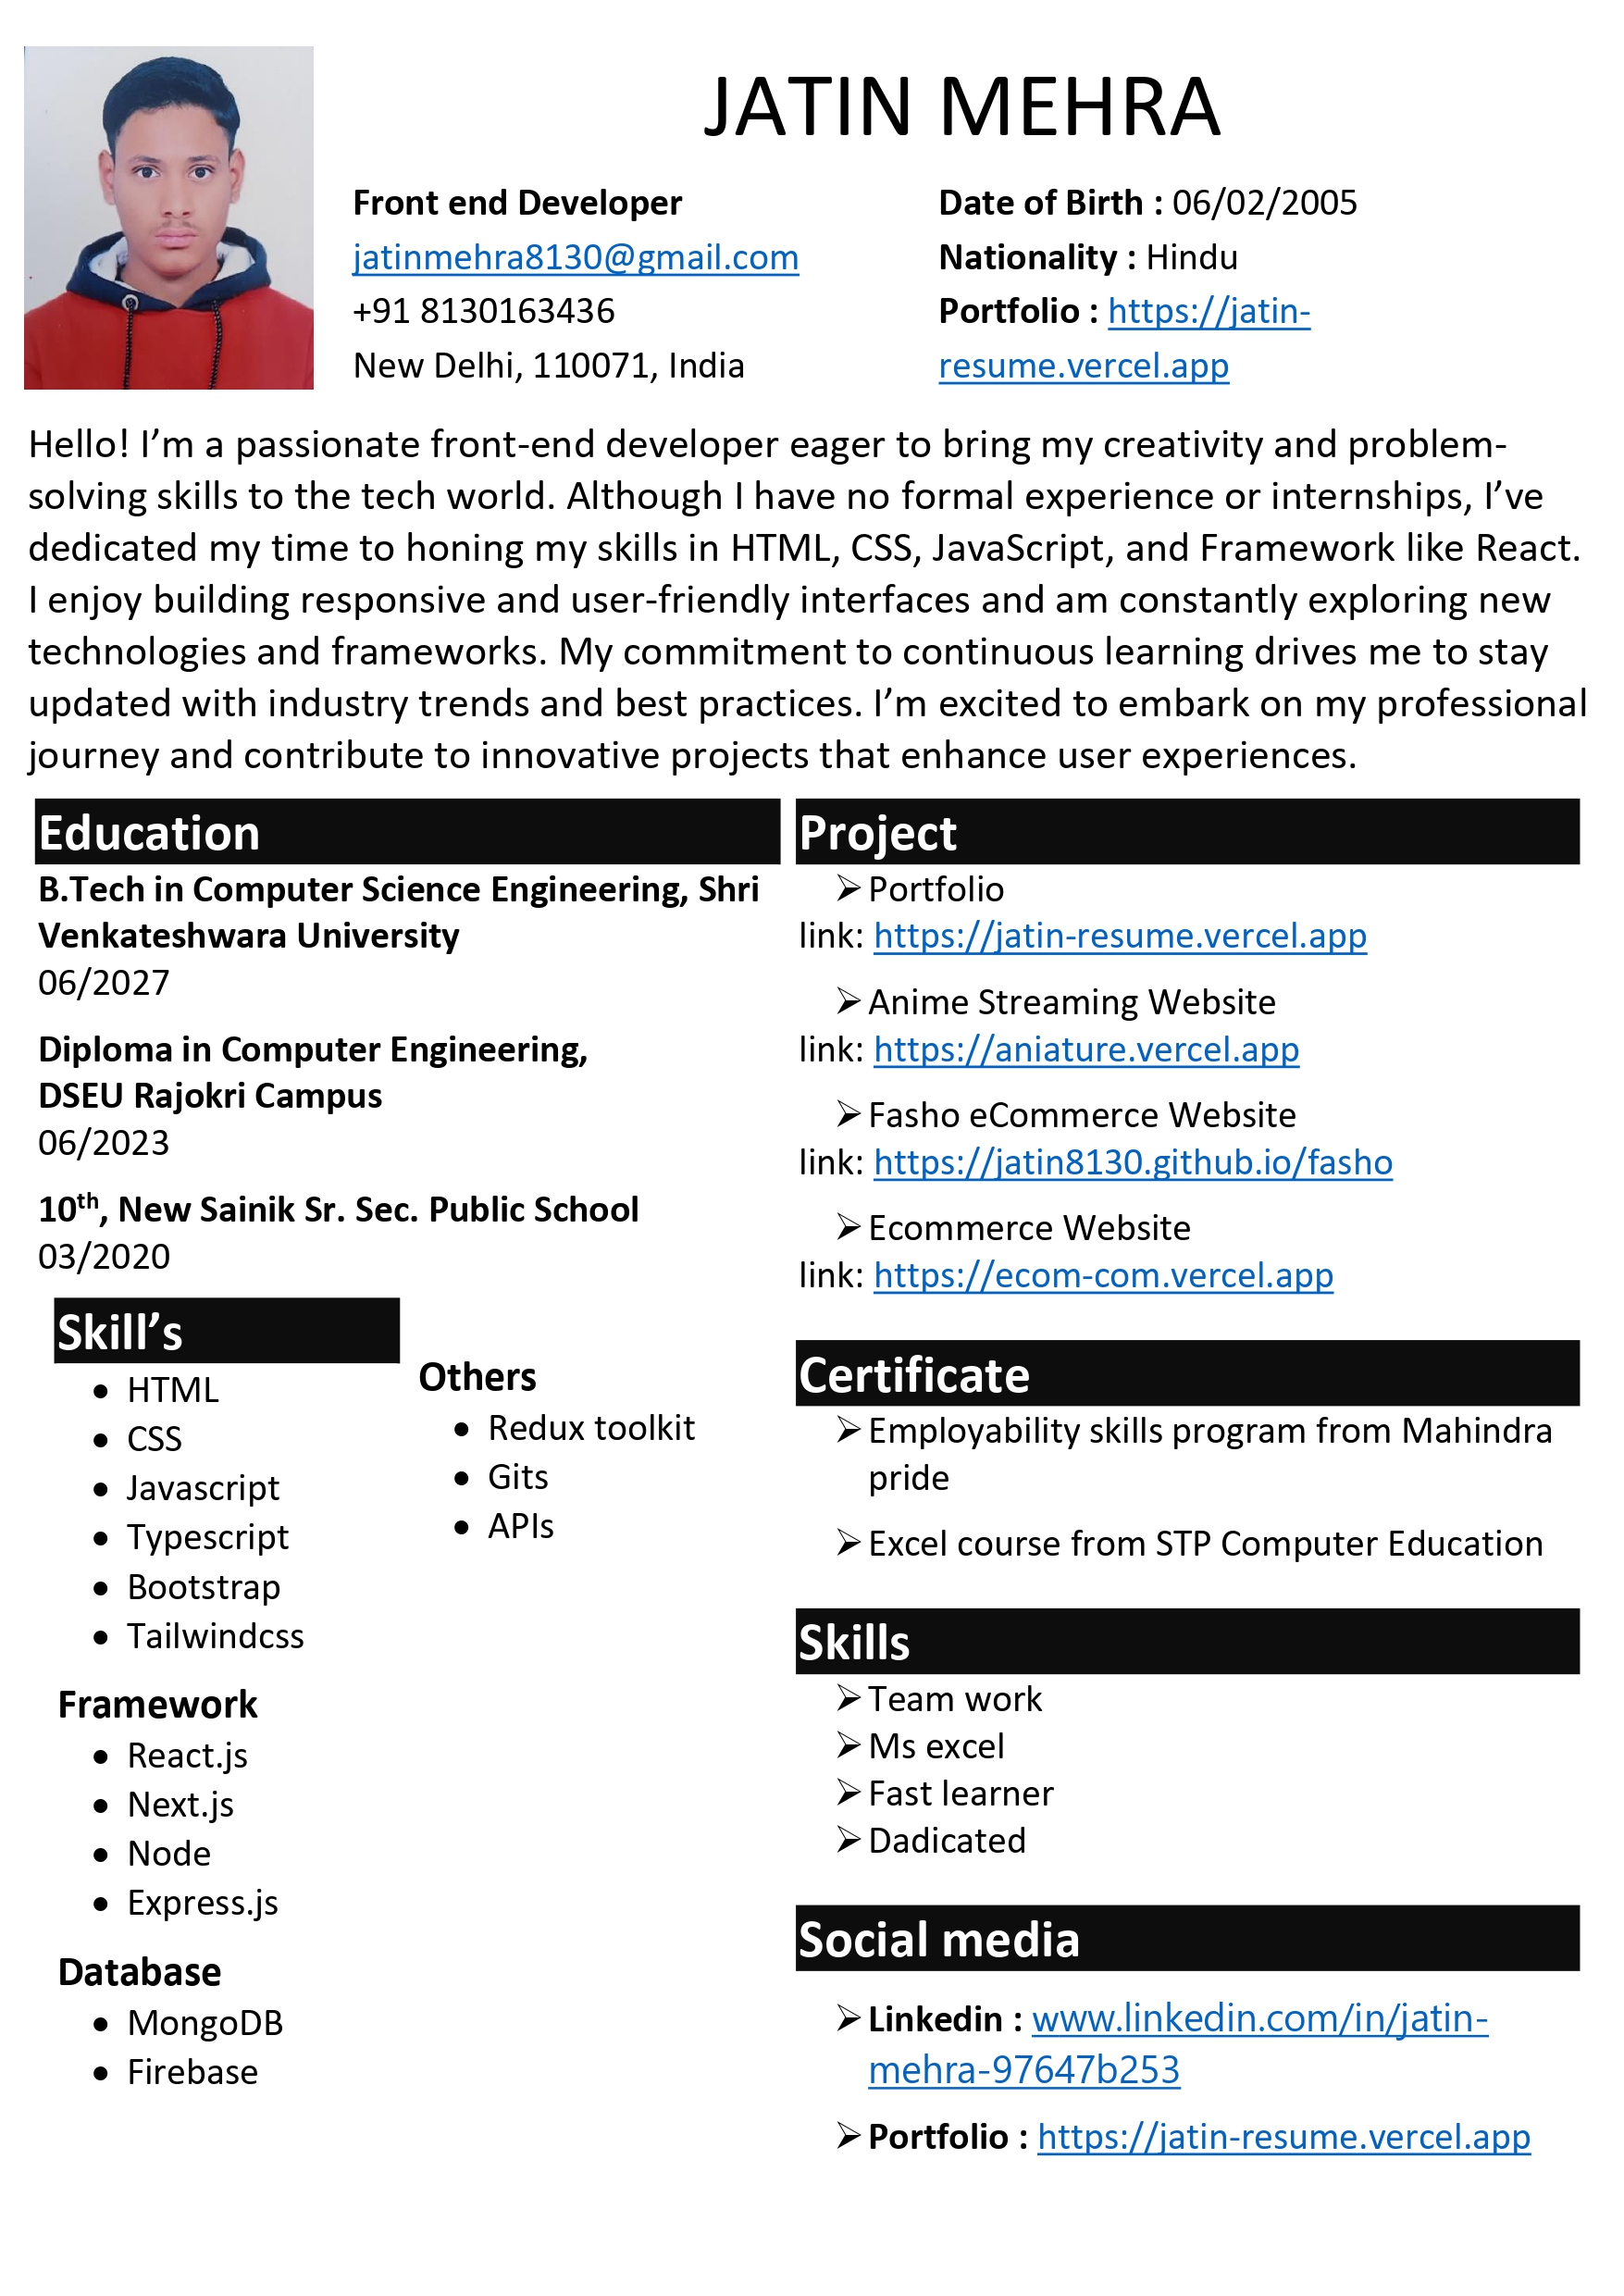 JATIN MEHRA
Front end Developer
jatinmehra8130@gmail.com
+91 8130163436
New Delhi, 110071, India
Date of Birth : 06/02/2005
Nationality : Hindu
Portfolio : https://jatin-
resume.vercel.app
Hello! I’m a passionate front-end developer eager to bring my creativity and problem-
solving skills to the tech world. Although I have no formal experience or internships, I’ve
dedicated my time to honing my skills in HTML, CSS, JavaScript, and Framework like React.
I enjoy building responsive and user-friendly interfaces and am constantly exploring new
technologies and frameworks. My commitment to continuous learning drives me to stay
updated with industry trends and best practices. I’m excited to embark on my professional
journey and contribute to innovative projects that enhance user experiences.
Education
B.Tech in Computer Science Engineering, Shri
Venkateshwara University
06/2027
Diploma in Computer Engineering,
DSEU Rajokri Campus
06/2023
10th, New Sainik Sr. Sec. Public School
03/2020
Skill’s
• HTML
• CSS
• Javascript
• Typescript
• Bootstrap
• Tailwindcss
Framework
• React.js
• Next.js
• Node
• Express.js
Database
• MongoDB
• Firebase
Others
• Redux toolkit
• Gits
• APIs
Project
➢ Portfolio
link: https://jatin-resume.vercel.app
➢ Anime Streaming Website
link: https://aniature.vercel.app
➢ Fasho eCommerce Website
link: https://jatin8130.github.io/fasho
➢ Ecommerce Website
link: https://ecom-com.vercel.app
Certificate
➢ Employability skills program from Mahindra
pride
➢ Excel course from STP Computer Education
Skills
➢ Team work
➢ Ms excel
➢ Fast learner
➢ Dadicated
Social media
➢ Linkedin : www.linkedin.com/in/jatin-
mehra-97647b253
➢ Portfolio : https://jatin-resume.vercel.app